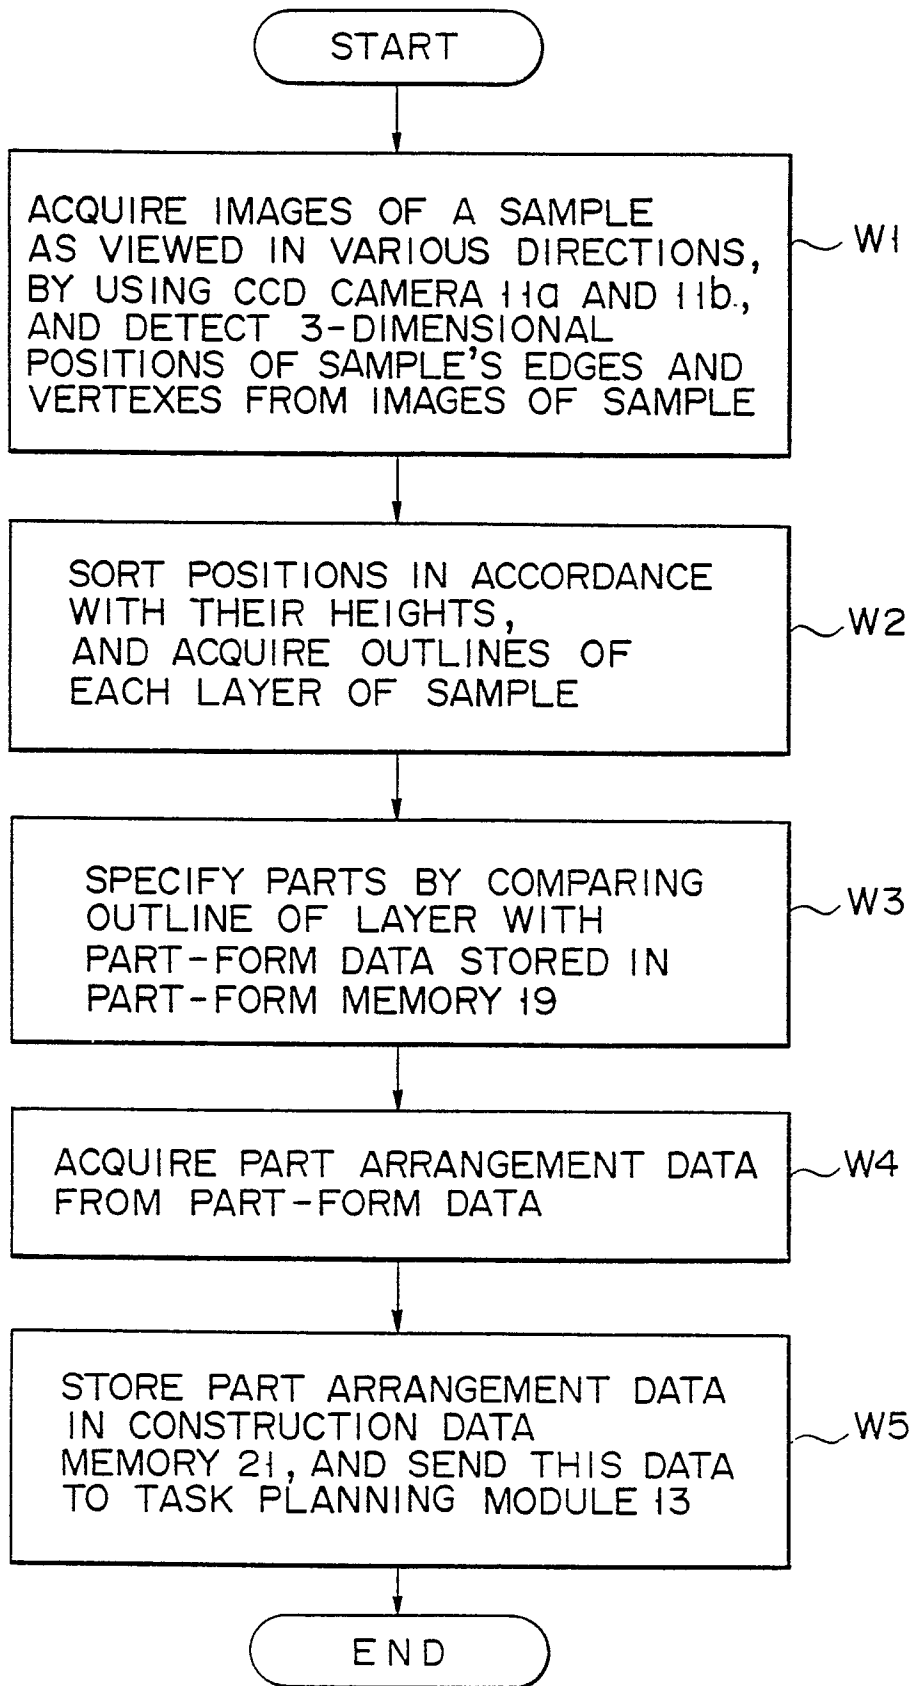 START
ACQUIRE IMAGES OF A SAMPLE
AS VIEWED IN VARIOUS DIRECTIONS,
BY USING CCD CAMERA 11a AND 11b.,
AND DETECT 3-DIMENSIONAL
POSITIONS OF SAMPLE'S EDGES AND
VERTEXES FROM IMAGES OF SAMPLE
W1
SORT POSITIONS IN ACCORDANCE
WITH THEIR HEIGHTS,
AND ACQUIRE OUTLINES OF
EACH LAYER OF SAMPLE
W2
SPECIFY PARTS BY COMPARING
OUTLINE OF LAYER WITH
PART-FORM DATA STORED IN
PART-FORM MEMORY 19
W3
ACQUIRE PART ARRANGEMENT DATA
FROM PART-FORM DATA
W4
STORE PART ARRANGEMENT DATA
IN CONSTRUCTION DATA
MEMORY 21, AND SEND THIS DATA
TO TASK PLANNING MODULE 13
W5
END